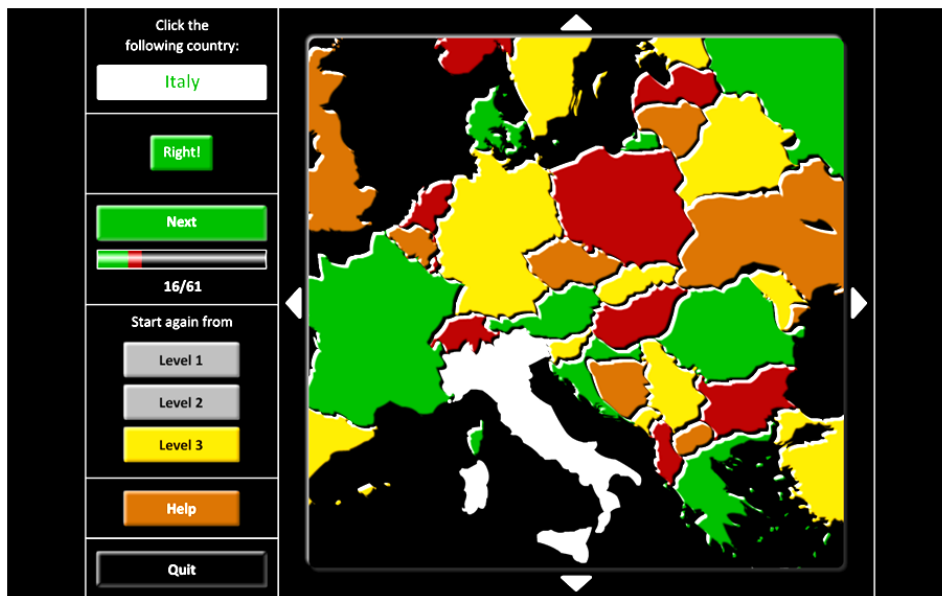 Click the
following country:
Italy
Right!
Next
16/61
Start again from
Level 1
Level 2
Level 3
Help
Quit